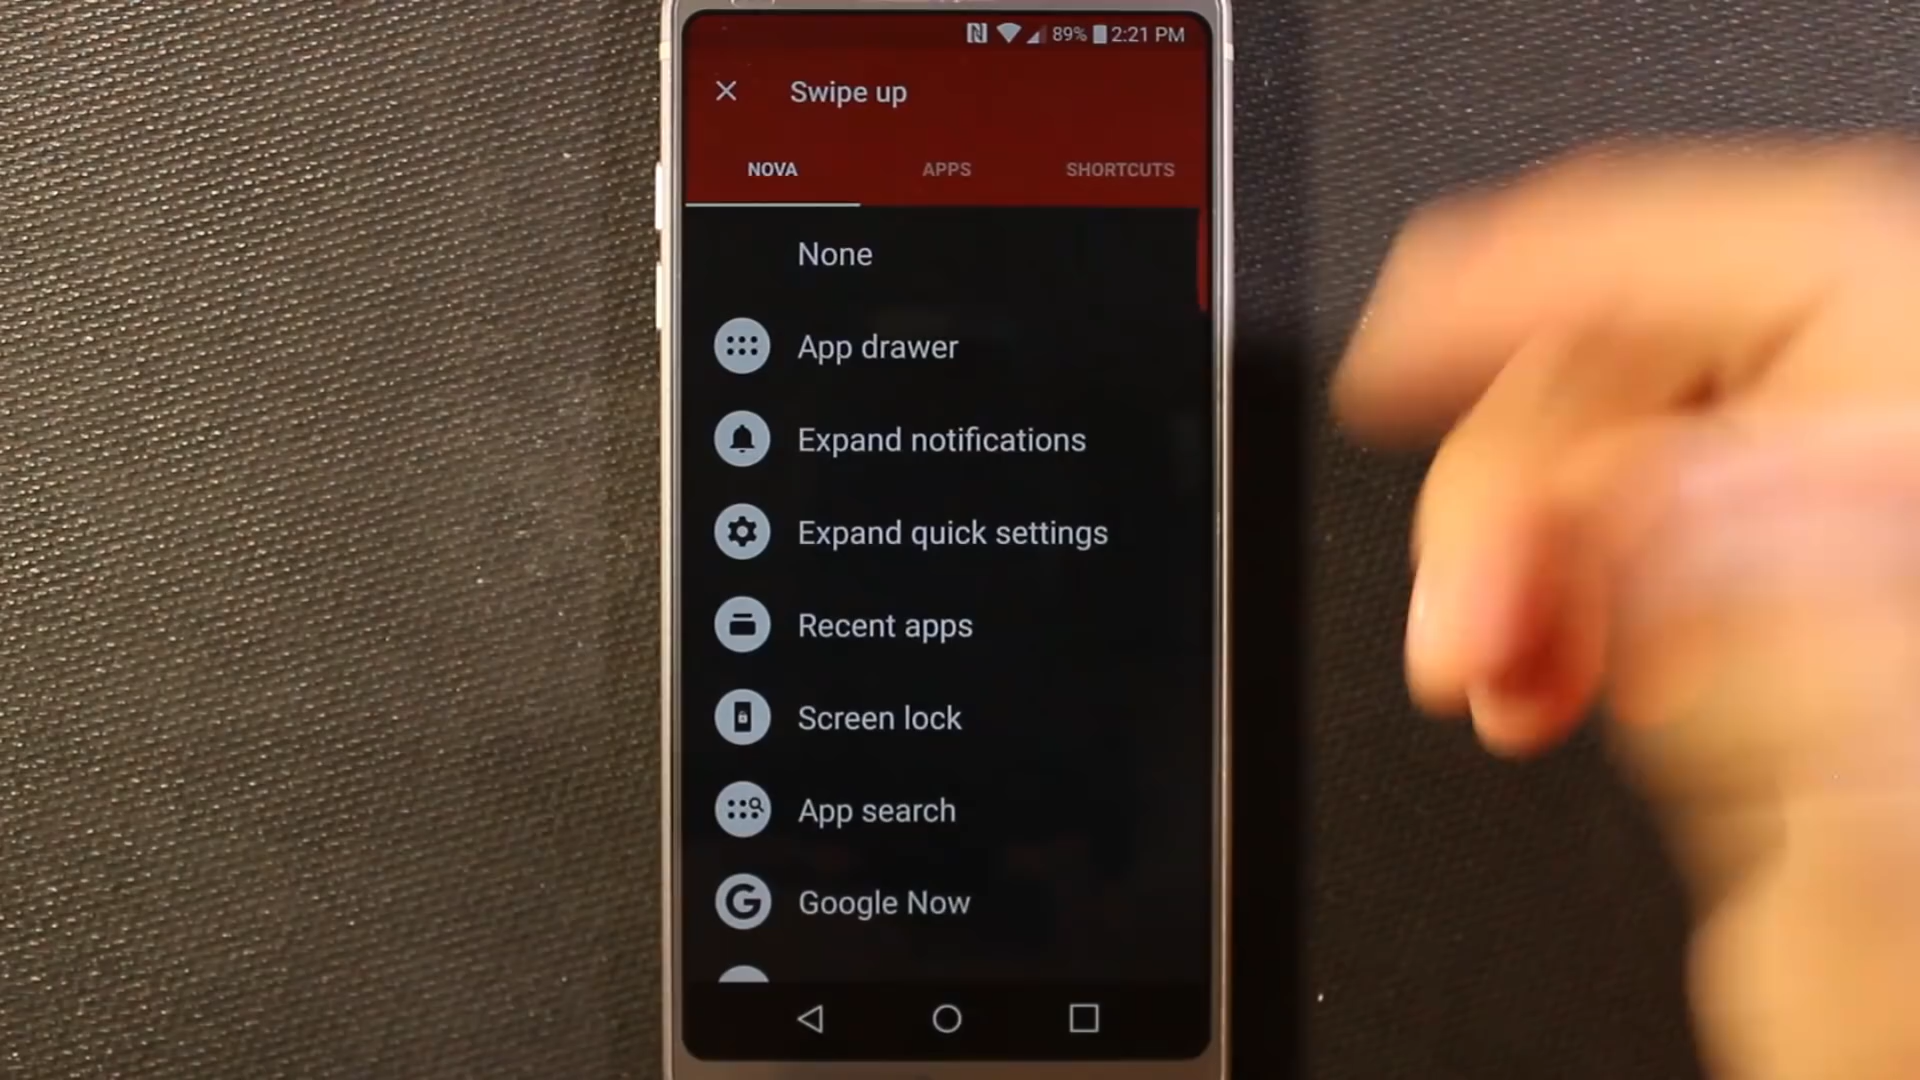 89% 2:21 PM
Swipe up
NOVA APPS SHORTCUTS
None
App drawer
Expand notifications
Expand quick settings
Recent apps
Screen lock
App search
G Google Now